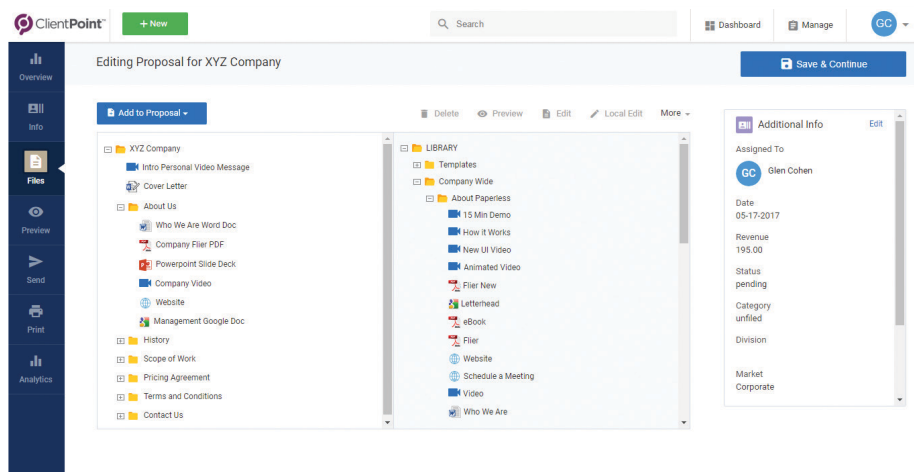 ClientPoint™
+ New
Search
Dashboard
Manage
GC
Overview
Info
Files
Preview
Send
Print
Analytics
Editing Proposal for XYZ Company
Save & Continue
Add to Proposal
Delete
Preview
Edit
Local Edit
More
XYZ Company
Intro Personal Video Message
Cover Letter
About Us
Who We Are Word Doc
Company Flier PDF
Powerpoint Slide Deck
Company Video
Website
Management Google Doc
History
Scope of Work
Pricing Agreement
Terms and Conditions
Contact Us
LIBRARY
Templates
Company Wide
About Paperless
15 Min Demo
How it Works
New UI Video
Animated Video
Flier New
Letterhead
eBook
Flier
Website
Schedule a Meeting
Video
Who We Are
Additional Info
Edit
Assigned To
GC
Glen Cohen
Date
05-17-2017
Revenue
195.00
Status
pending
Category
unfiled
Division
Market
Corporate